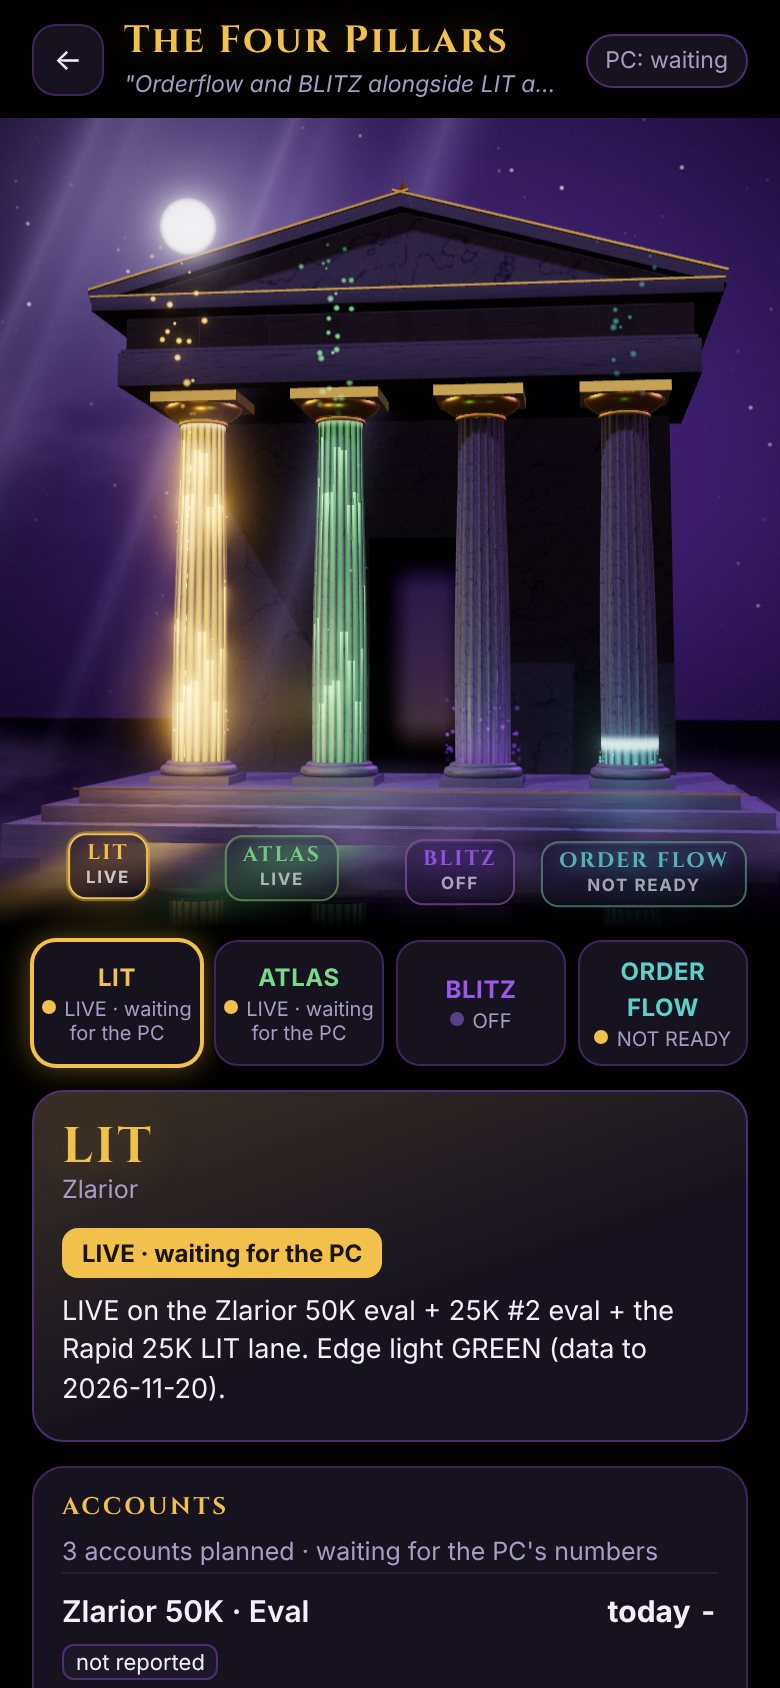 THE FOUR PILLARS
"Orderflow and BLITZ alongside LIT a...
PC: waiting
LIT
LIVE
ATLAS
LIVE
BLITZ
OFF
ORDER FLOW
NOT READY
LIT
LIVE · waiting
for the PC
ATLAS
LIVE · waiting
for the PC
BLITZ
OFF
ORDER
FLOW
NOT READY
LIT
Zlarior
LIVE · waiting for the PC
LIVE on the Zlarior 50K eval + 25K #2 eval + the
Rapid 25K LIT lane. Edge light GREEN (data to
2026-11-20).
ACCOUNTS
3 accounts planned · waiting for the PC's numbers
Zlarior 50K · Eval
today -
not reported